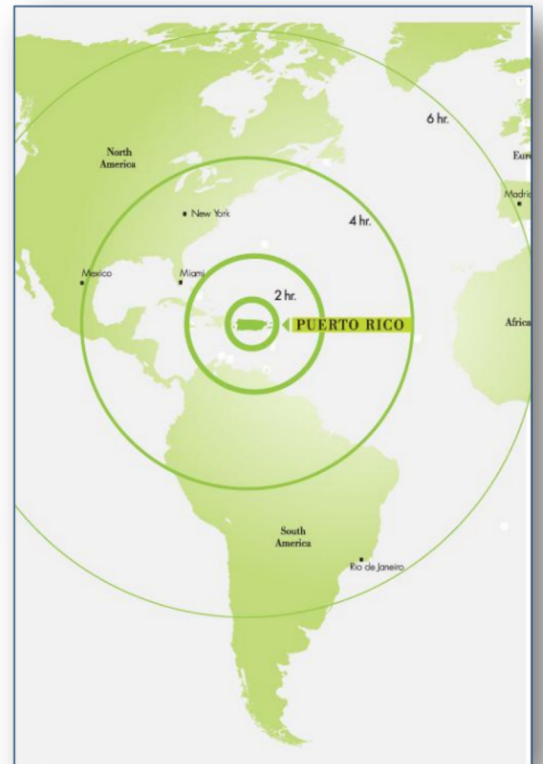 6 hr.
North
America
Euro
Madrid
New York
4 hr.
Mexico
Miami
2 hr.
PUERTO RICO
Africa
South
America
Rio de Janeiro